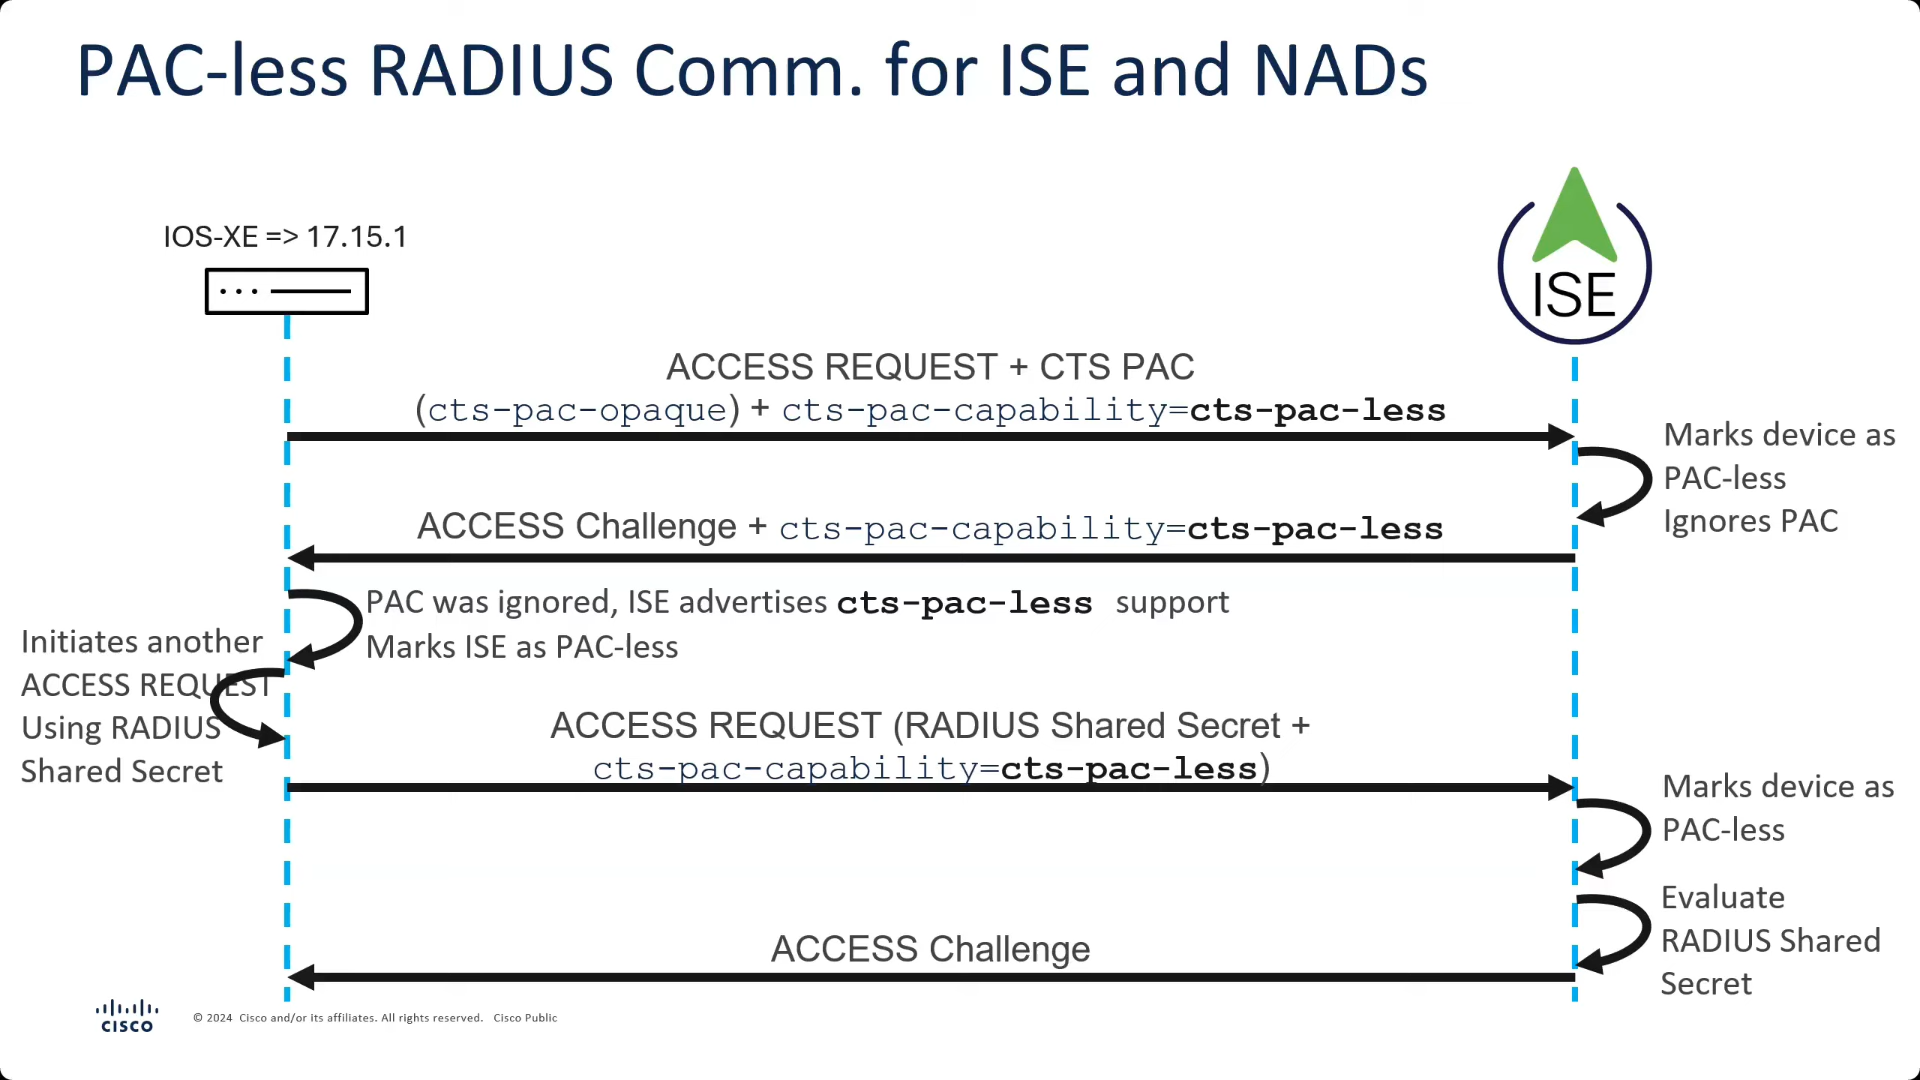 PAC-less RADIUS Comm. for ISE and NADs
IOS-XE => 17.15.1
ISE
ACCESS REQUEST + CTS PAC
(cts-pac-opaque) + cts-pac-capability=cts-pac-less
Marks device as
PAC-less
Ignores PAC
ACCESS Challenge + cts-pac-capability=cts-pac-less
PAC was ignored, ISE advertises cts-pac-less support
Marks ISE as PAC-less
Initiates another
ACCESS REQUEST
Using RADIUS
Shared Secret
ACCESS REQUEST (RADIUS Shared Secret +
cts-pac-capability=cts-pac-less)
Marks device as
PAC-less
Evaluate
RADIUS Shared
Secret
ACCESS Challenge
CISCO
© 2024 Cisco and/or its affiliates. All rights reserved. Cisco Public